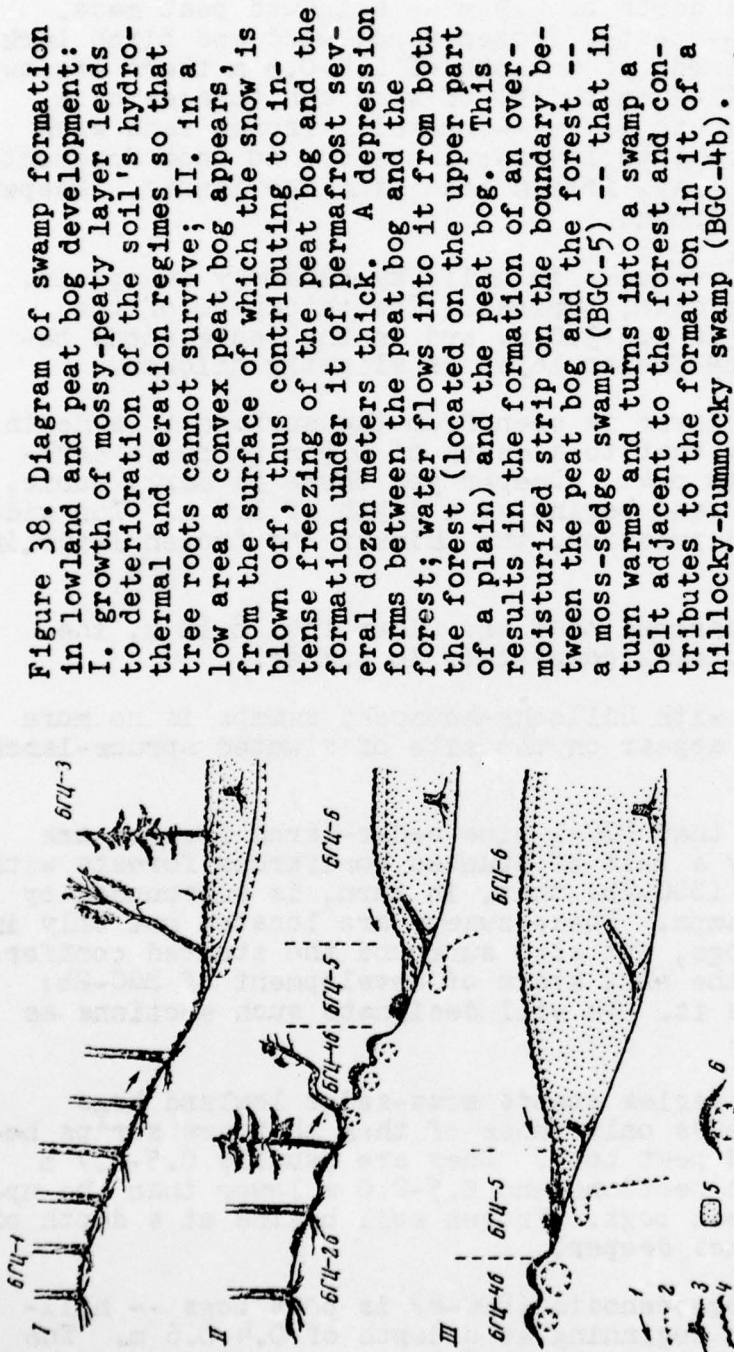 Figure 38. Diagram of swamp formation
in lowland and peat bog development:
I. growth of mossy-peaty layer leads
to deterioration of the soil's hydro-
thermal and aeration regimes so that
tree roots cannot survive; II. in a
low area a convex peat bog appears
from the surface of which the snow is
blown off, thus contributing to in-
tense freezing of the peat bog and the
formation under it of permafrost sev-
eral dozen meters thick. A depression
forms between the peat bog and the
forest; water flows into it from both
the forest (located on the upper part
of a plain) and the peat bog. This
results in the formation of an over-
moisturized strip on the boundary be-
tween the peat bog and the forest --
a moss-sedge swamp (BGC-5) -- that in
turn warms and turns into a swamp a
belt adjacent to the forest and con-
tributes to the formation in it of a
hillocky-hummocky swamp (BGC-4b).
I
БГЦ-1
БГЦ-3
II
БГЦ-2б
БГЦ-4б
БГЦ-5
БГЦ-6
III
БГЦ-4б
БГЦ-5
БГЦ-6
1
2
3
4
5
6